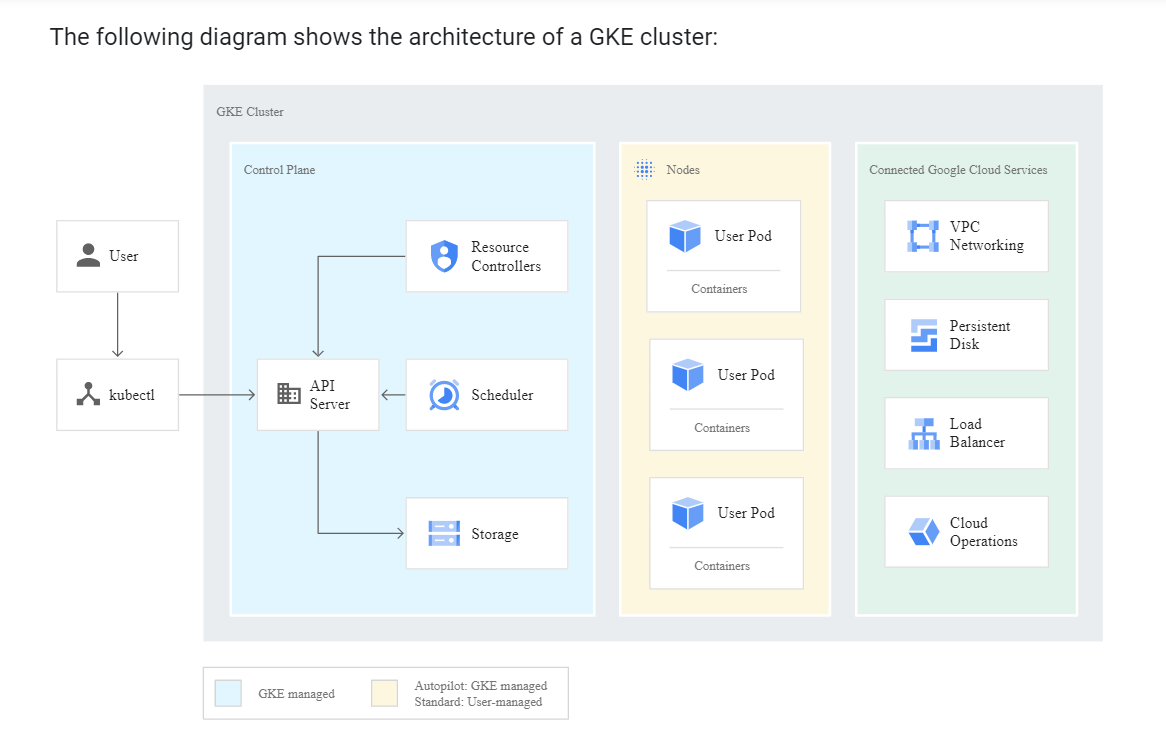 The following diagram shows the architecture of a GKE cluster:
GKE Cluster
Control Plane
Nodes
Connected Google Cloud Services
User
kubectl
Resource
Controllers
API
Server
Scheduler
Storage
User Pod
Containers
User Pod
Containers
User Pod
Containers
VPC
Networking
Persistent
Disk
Load
Balancer
Cloud
Operations
GKE managed
Autopilot: GKE managed
Standard: User-managed